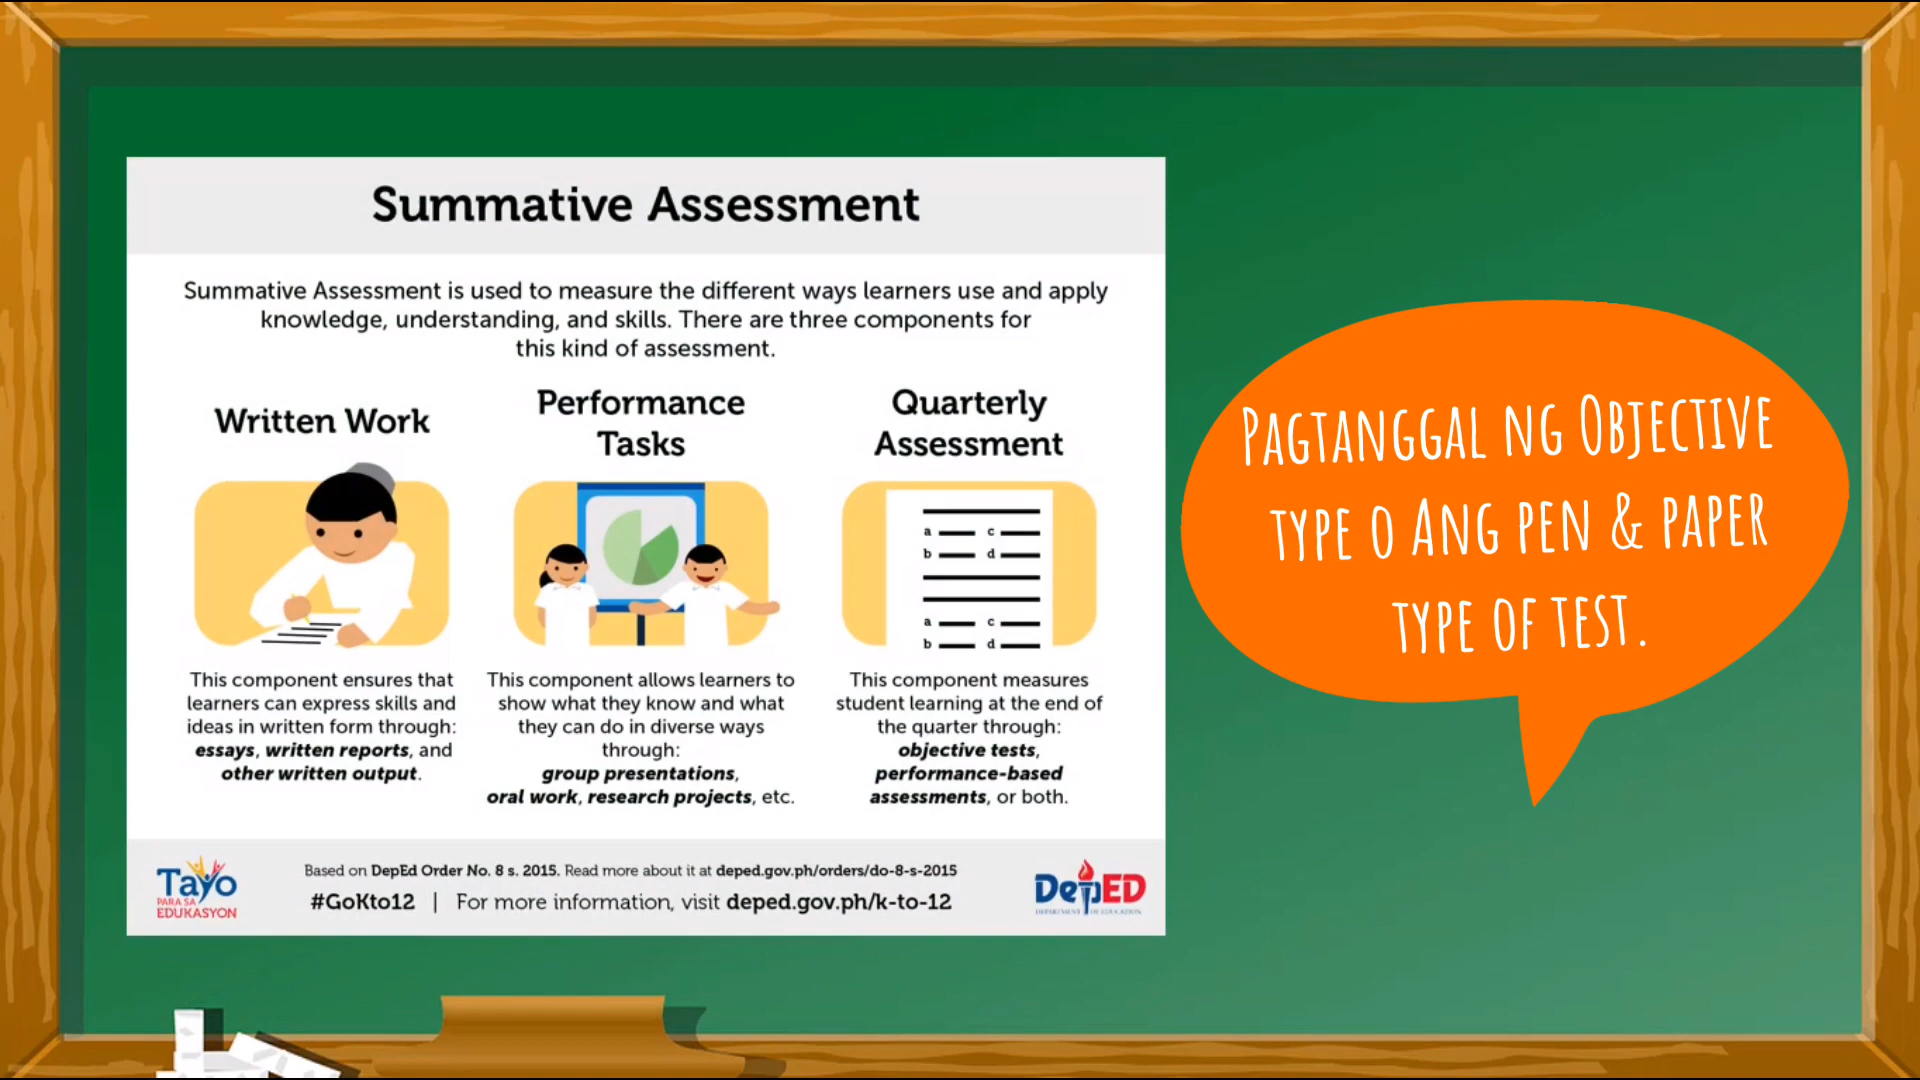 Summative Assessment
Summative Assessment is used to measure the different ways learners use and apply
knowledge, understanding, and skills. There are three components for
this kind of assessment.
Written Work
This component ensures that
learners can express skills and
ideas in written form through:
essays, written reports, and
other written output.
Performance
Tasks
This component allows learners to
show what they know and what
they can do in diverse ways
through:
group presentations,
oral work, research projects, etc.
Quarterly
Assessment
a c
b d
a c
b d
This component measures
student learning at the end of
the quarter through:
objective tests,
performance-based
assessments, or both.
Tayo
PARA SA
EDUKASYON
Based on DepEd Order No. 8 s. 2015. Read more about it at deped.gov.ph/orders/do-8-s-2015
#GoKto12 | For more information, visit deped.gov.ph/k-to-12
DepED
DEPARTMENT OF EDUCATION
PAGTANGGAL NG OBJECTIVE
TYPE O ANG PEN & PAPER
TYPE OF TEST.